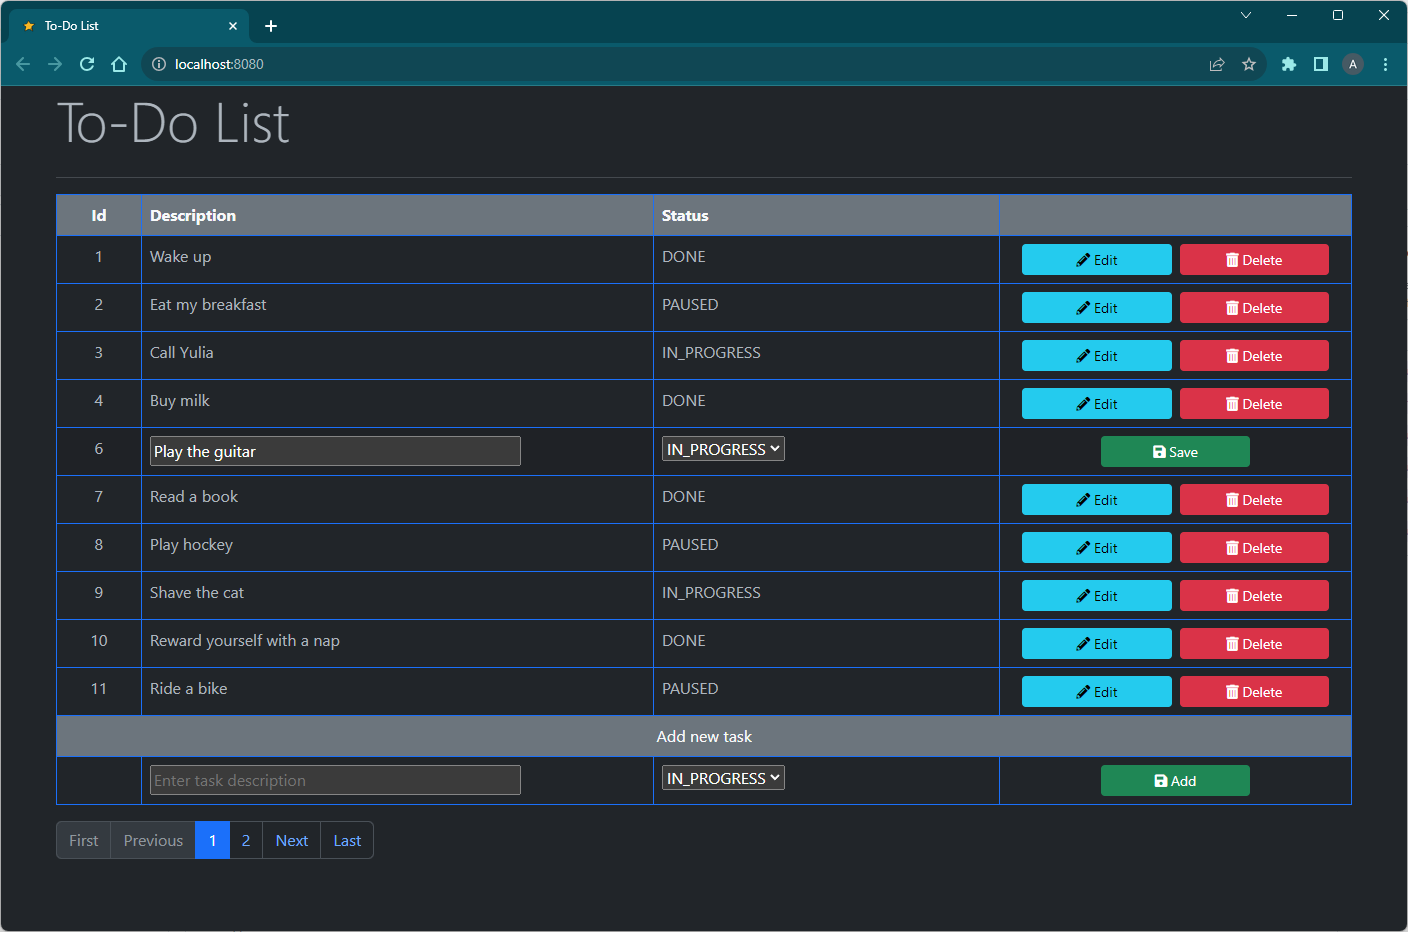 To-Do List
localhost:8080
A
To-Do List
Id Description Status
1 Wake up DONE Edit Delete
2 Eat my breakfast PAUSED Edit Delete
3 Call Yulia IN_PROGRESS Edit Delete
4 Buy milk DONE Edit Delete
6 Play the guitar IN_PROGRESS Save
7 Read a book DONE Edit Delete
8 Play hockey PAUSED Edit Delete
9 Shave the cat IN_PROGRESS Edit Delete
10 Reward yourself with a nap DONE Edit Delete
11 Ride a bike PAUSED Edit Delete
Add new task
Enter task description IN_PROGRESS Add
First Previous 1 2 Next Last